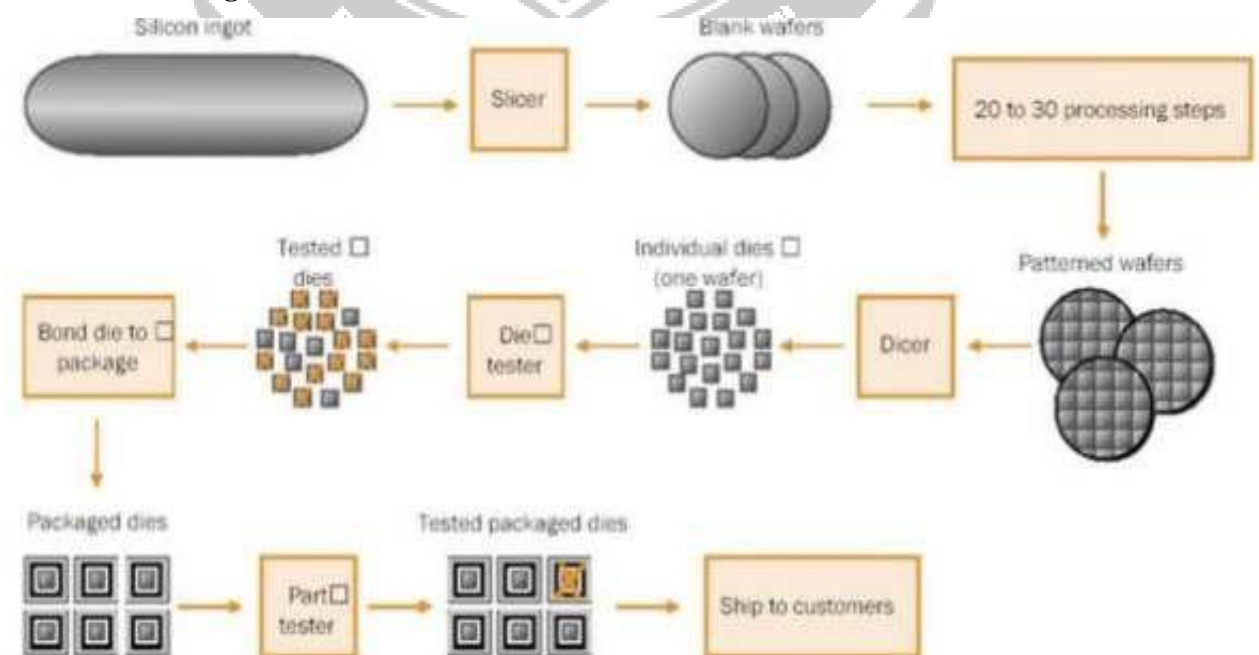 Silicon ingot
Blank wafers
Slicer
20 to 30 processing steps
Tested □
dies
Individual dies □
(one wafer)
Patterned wafers
Bond die to □
package
Die□
tester
Dicer
Packaged dies
Tested packaged dies
Part□
tester
Ship to customers